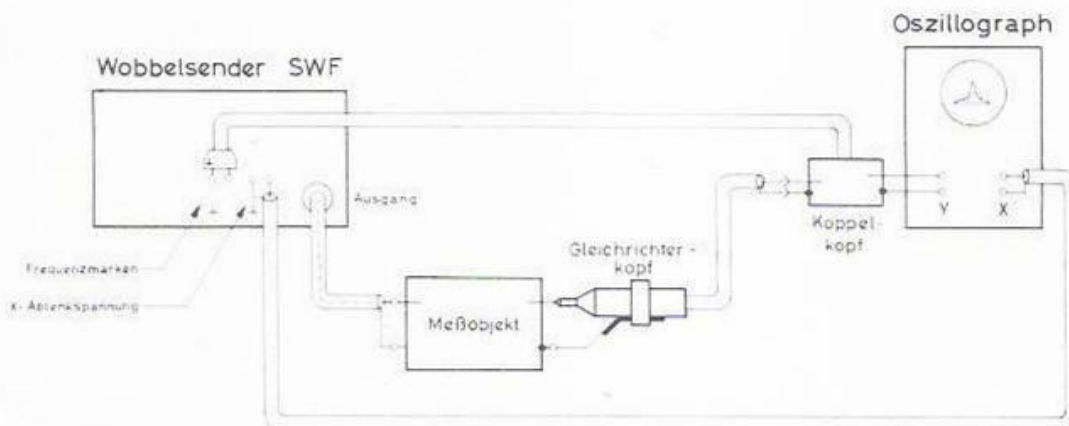 Oszillograph
Wobbelsender SWF
Ausgang
Y
X
Koppel-
kopf
Gleichrichter-
kopf
Frequenzmarken
X-Ablenkspannung
Meßobjekt